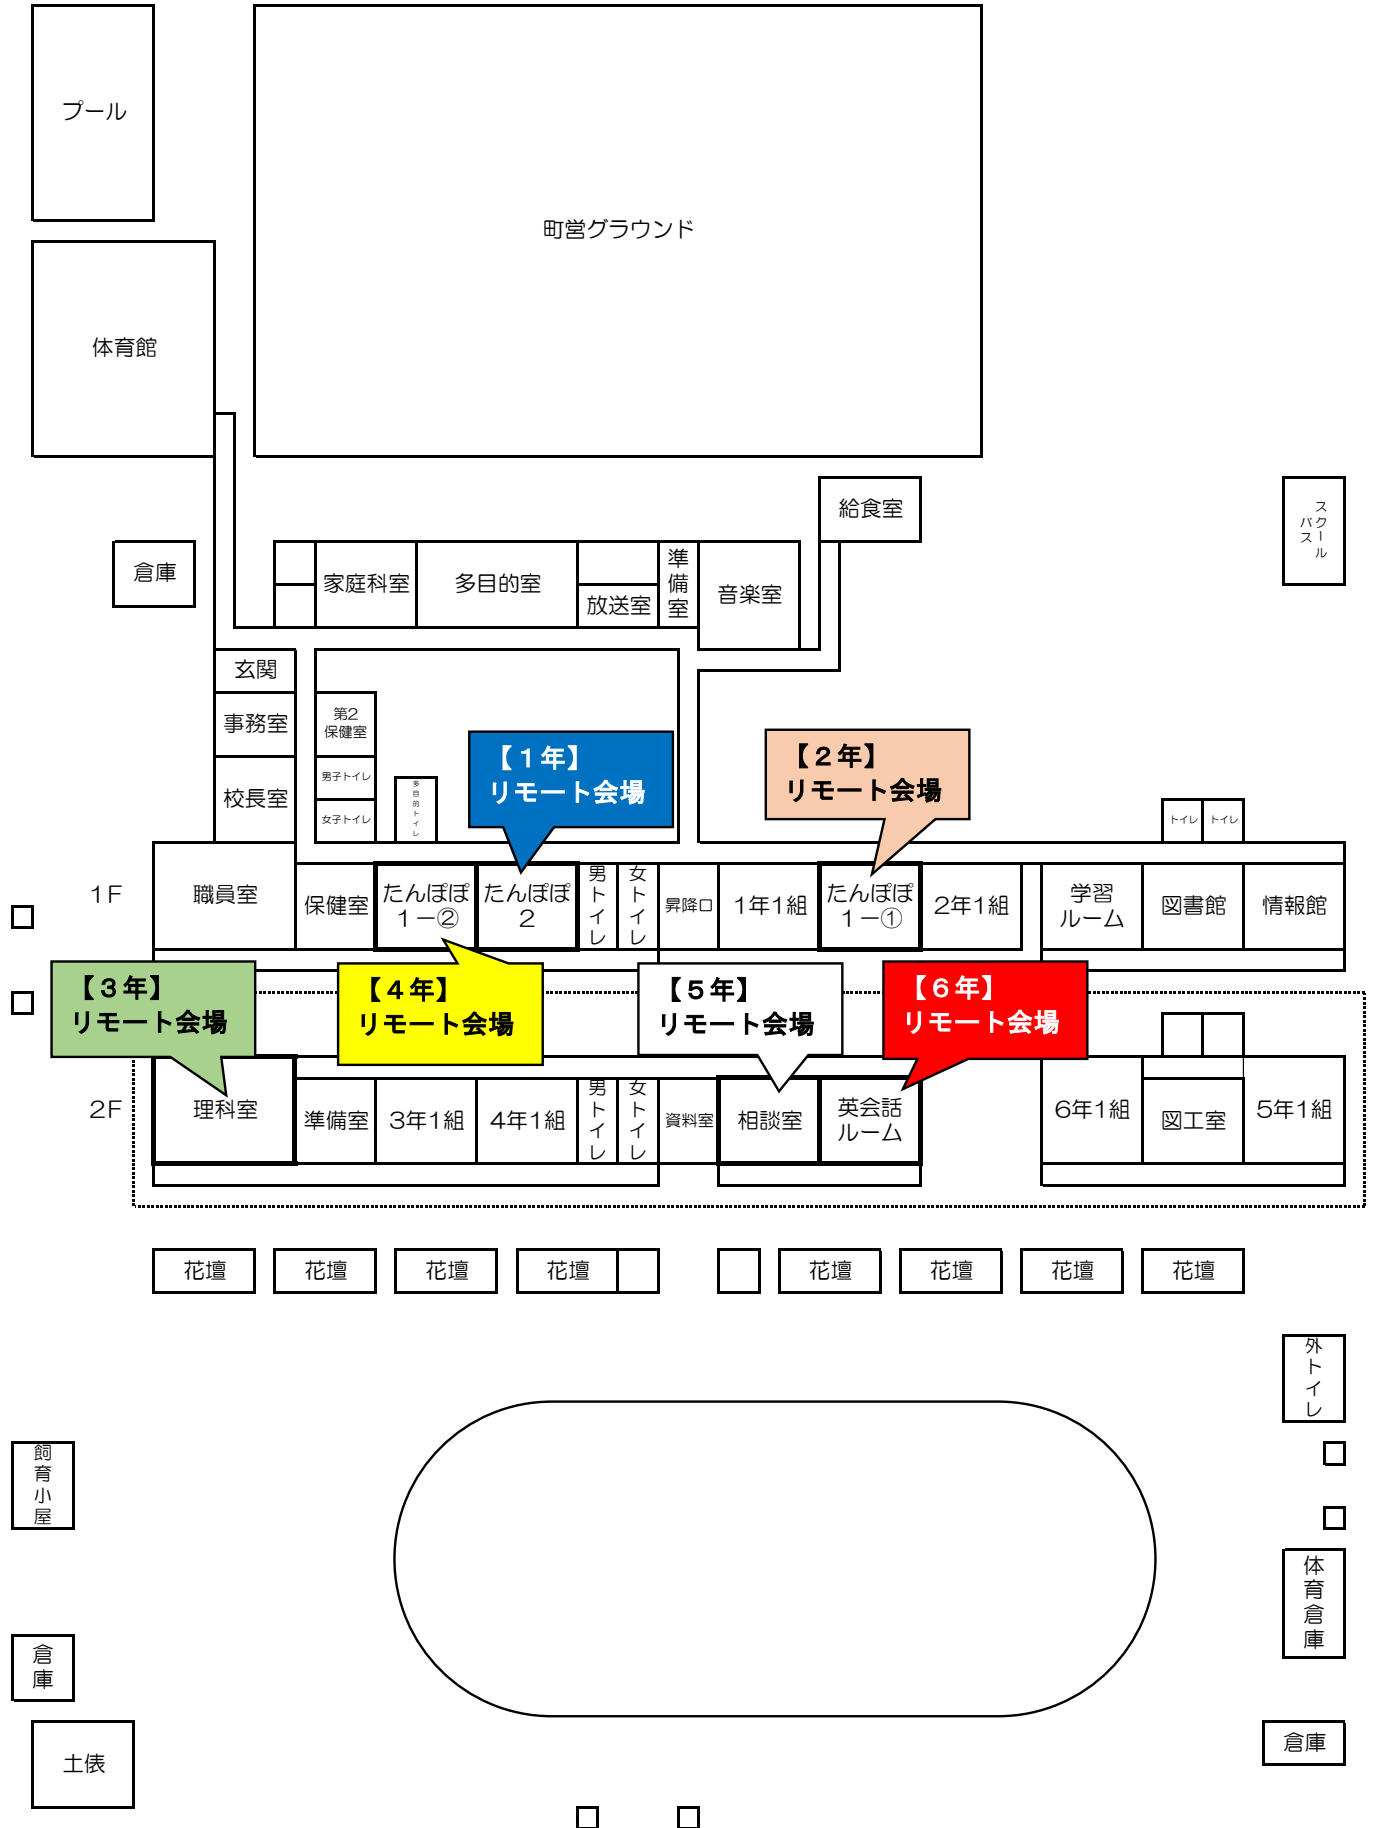 プール
町営グラウンド
体育館
給食室
スクール
バス
倉庫
家庭科室
多目的室
放送室
準備室
音楽室
玄関
事務室
校長室
第2
保健室
男子トイレ
女子トイレ
多目的トイレ
【１年】
リモート会場
【２年】
リモート会場
トイレ
トイレ
１F
職員室
保健室
たんぽぽ
１－②
たんぽぽ
２
男トイレ
女トイレ
昇降口
1年1組
たんぽぽ
１－①
2年1組
学習
ルーム
図書館
情報館
【３年】
リモート会場
【４年】
リモート会場
【５年】
リモート会場
【６年】
リモート会場
２F
理科室
準備室
3年1組
4年1組
男トイレ
女トイレ
資料室
相談室
英会話
ルーム
6年1組
図工室
5年1組
花壇
花壇
花壇
花壇
花壇
花壇
花壇
花壇
外トイレ
飼育小屋
体育倉庫
倉庫
土俵
倉庫